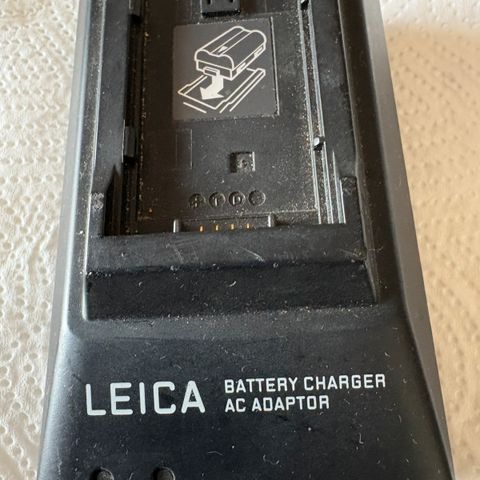 LEICA BATTERY CHARGER
AC ADAPTOR